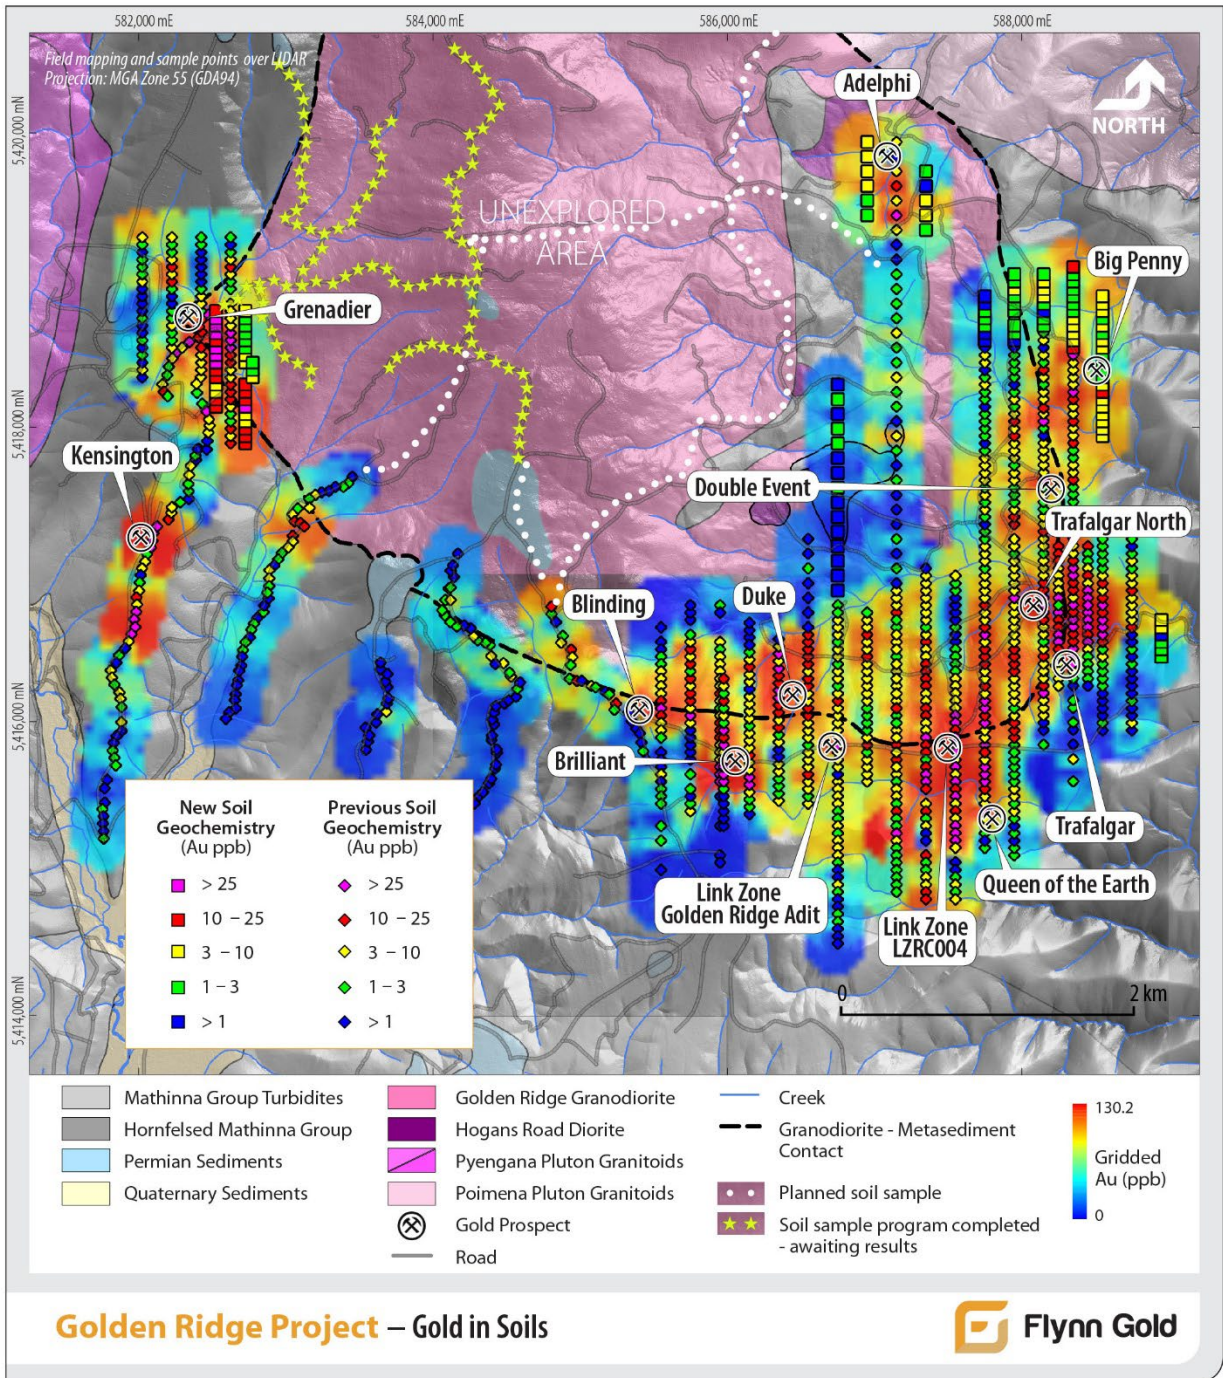 582,000 mE
584,000 mE
586,000 mE
588,000 mE
Field mapping and sample points over LIDAR
Projection: MGA Zone 55 (GDA94)
5,420,000 mN
5,418,000 mN
5,416,000 mN
5,414,000 mN
NORTH
Adelphi
UNEXPLORED
AREA
Big Penny
Grenadier
Kensington
Double Event
Trafalgar North
Blinding
Duke
Brilliant
Trafalgar
Link Zone
Golden Ridge Adit
Queen of the Earth
Link Zone
LZRC004
0
2 km
New Soil
Geochemistry
(Au ppb)
> 25
10 – 25
3 – 10
1 – 3
> 1
Previous Soil
Geochemistry
(Au ppb)
> 25
10 – 25
3 – 10
1 – 3
> 1
Mathinna Group Turbidites
Hornfelsed Mathinna Group
Permian Sediments
Quaternary Sediments
Golden Ridge Granodiorite
Hogans Road Diorite
Pyengana Pluton Granitoids
Poimena Pluton Granitoids
Gold Prospect
Road
Creek
Granodiorite - Metasediment
Contact
Planned soil sample
Soil sample program completed
- awaiting results
130.2
Gridded
Au (ppb)
0
Golden Ridge Project – Gold in Soils
Flynn Gold